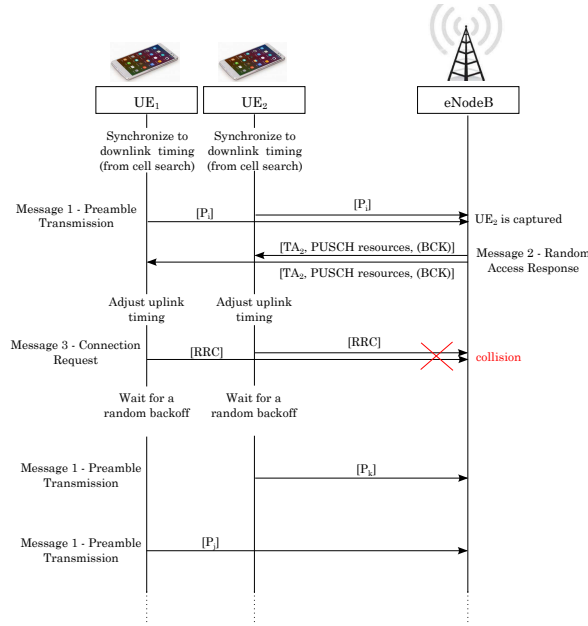 UE1
UE2
eNodeB
Synchronize to
downlink timing
(from cell search)
Synchronize to
downlink timing
(from cell search)
Message 1 - Preamble
Transmission
[Pi]
[Pi]
UE2 is captured
[TA2, PUSCH resources, (BCK)]
[TA2, PUSCH resources, (BCK)]
Message 2 - Random
Access Response
Adjust uplink
timing
Adjust uplink
timing
Message 3 - Connection
Request
[RRC]
[RRC]
collision
Wait for a
random backoff
Wait for a
random backoff
Message 1 - Preamble
Transmission
[Pk]
Message 1 - Preamble
Transmission
[Pj]